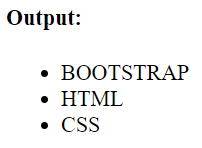 Output:
• BOOTSTRAP
• HTML
• CSS